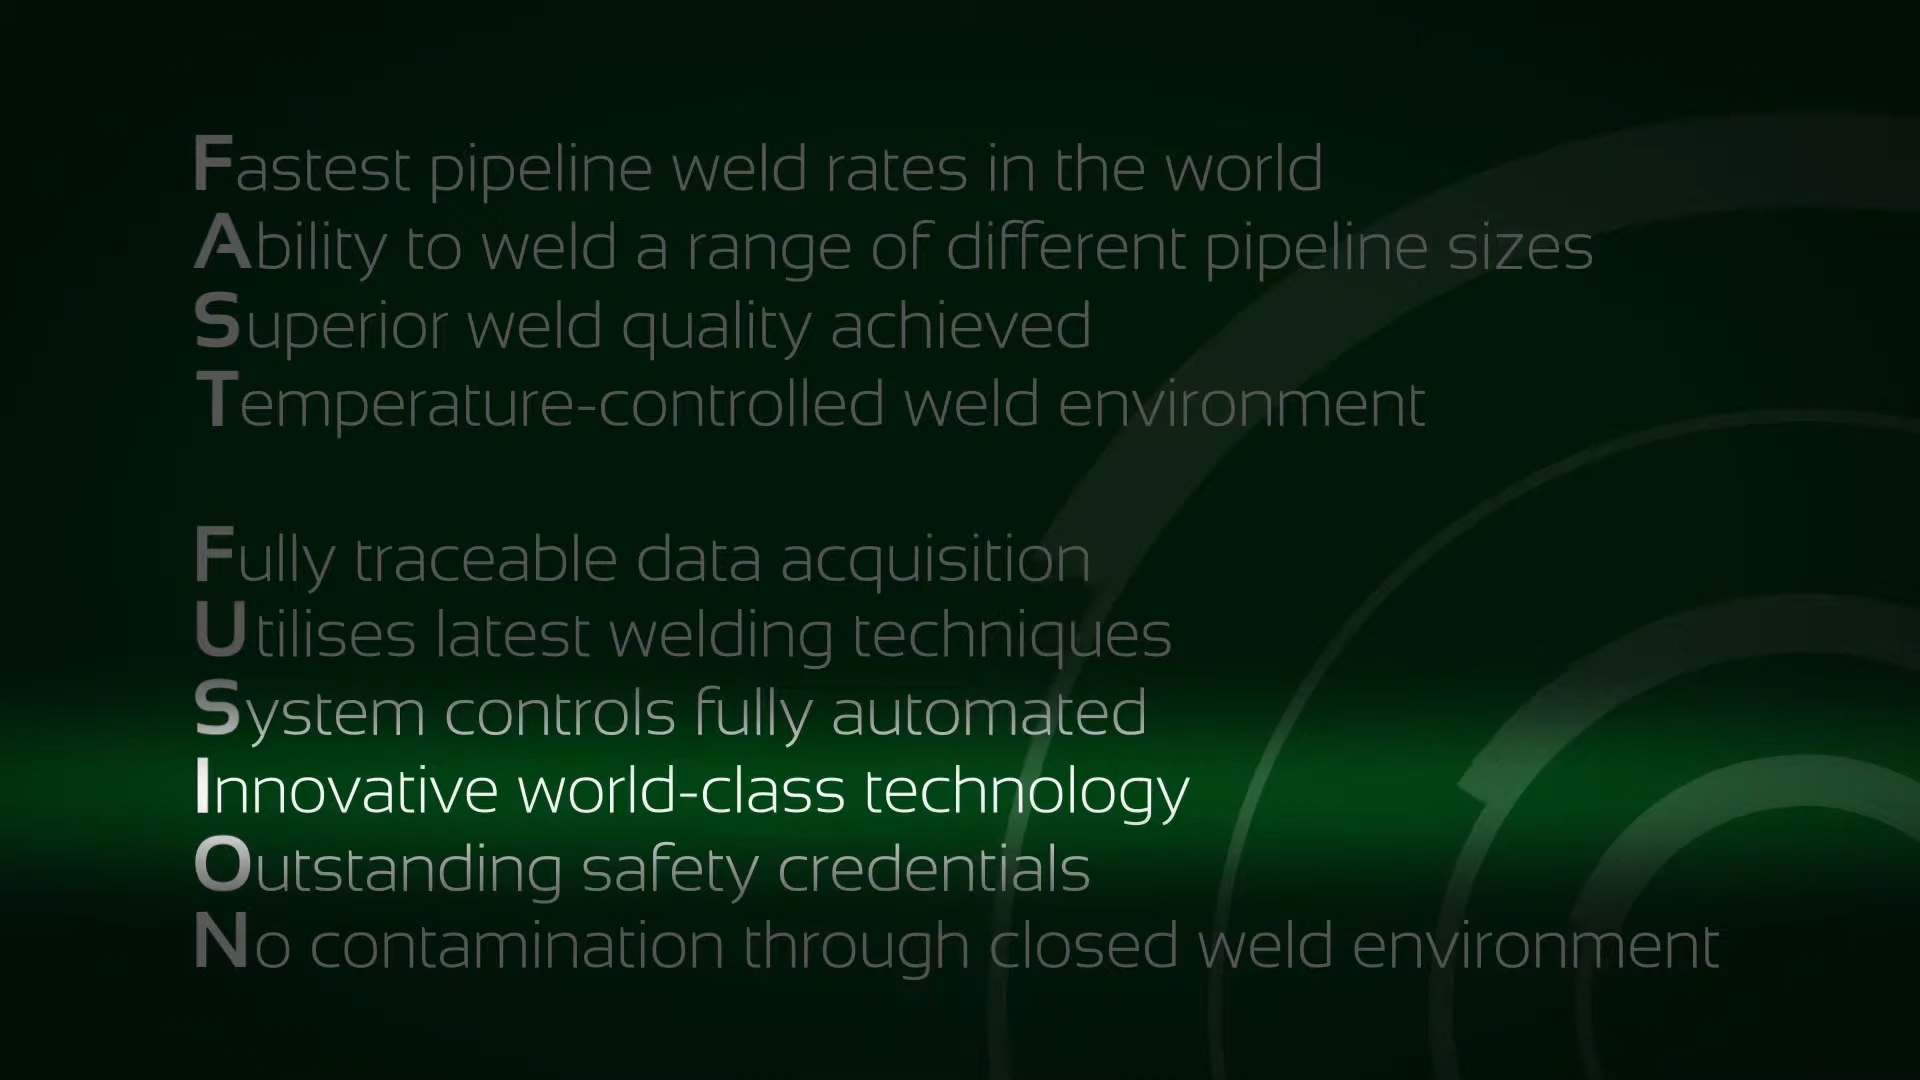 Fastest pipeline weld rates in the world
Ability to weld a range of different pipeline sizes
Superior weld quality achieved
Temperature-controlled weld environment
Fully traceable data acquisition
Utilises latest welding techniques
System controls fully automated
Innovative world-class technology
Outstanding safety credentials
No contamination through closed weld environment